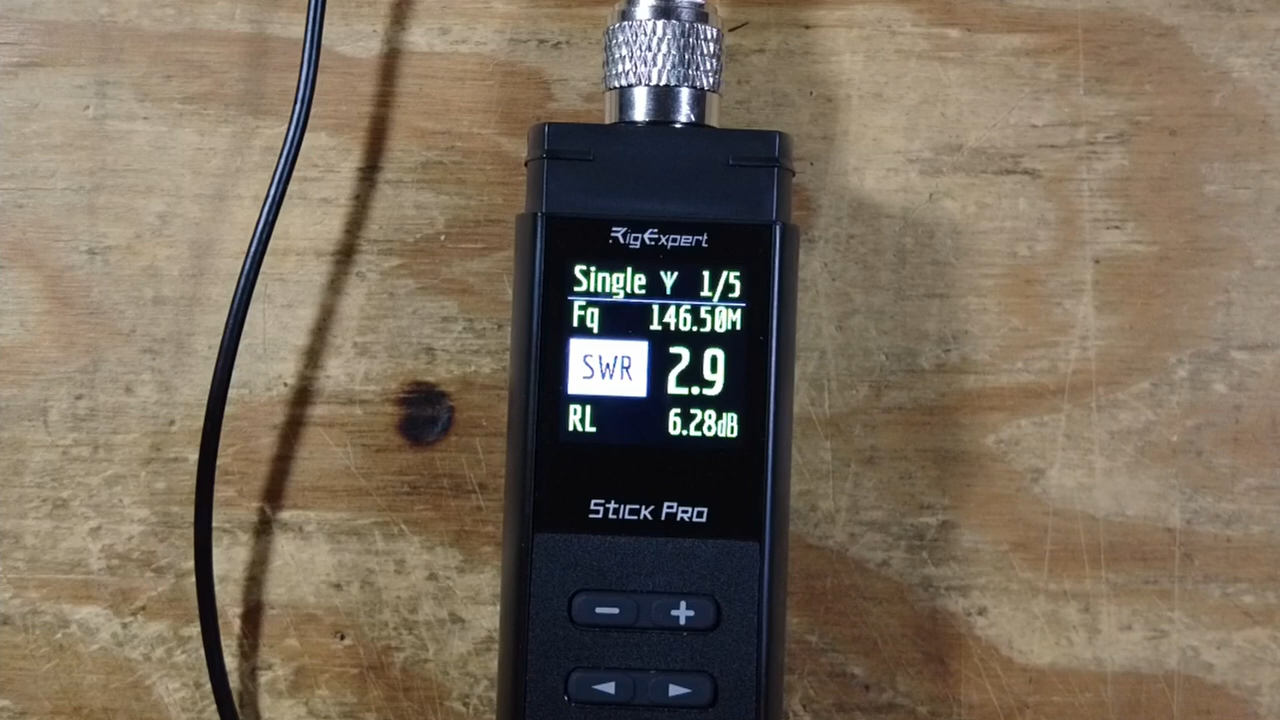 RigExpert
Single 1/5
Fq 146.50M
SWR 2.9
RL 6.28dB
Stick Pro
− +
◄ ►